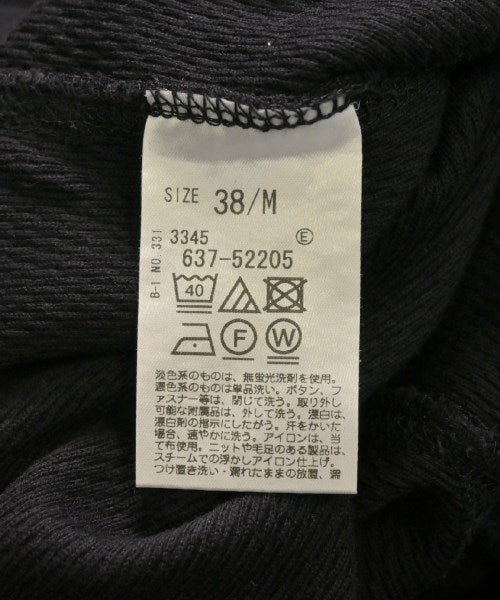 SIZE 38/M
B-1 NO.331
3345 Ⓔ
637-52205
40
F W
淡色系のものは、無蛍光洗剤を使用。
濃色系のものは単品洗い。ボタン、フ
ァスナー等は、閉じて洗う。取り外し
可能な附属品は、外して洗う。漂白は、
漂白剤の指示にしたがう。汗をかいた
場合、速やかに洗う。アイロンは、当
て布使用。ニットや毛足のある製品は、
スチームでの浮かしアイロン仕上げ。
つけ置き洗い・濡れたままの放置、濡